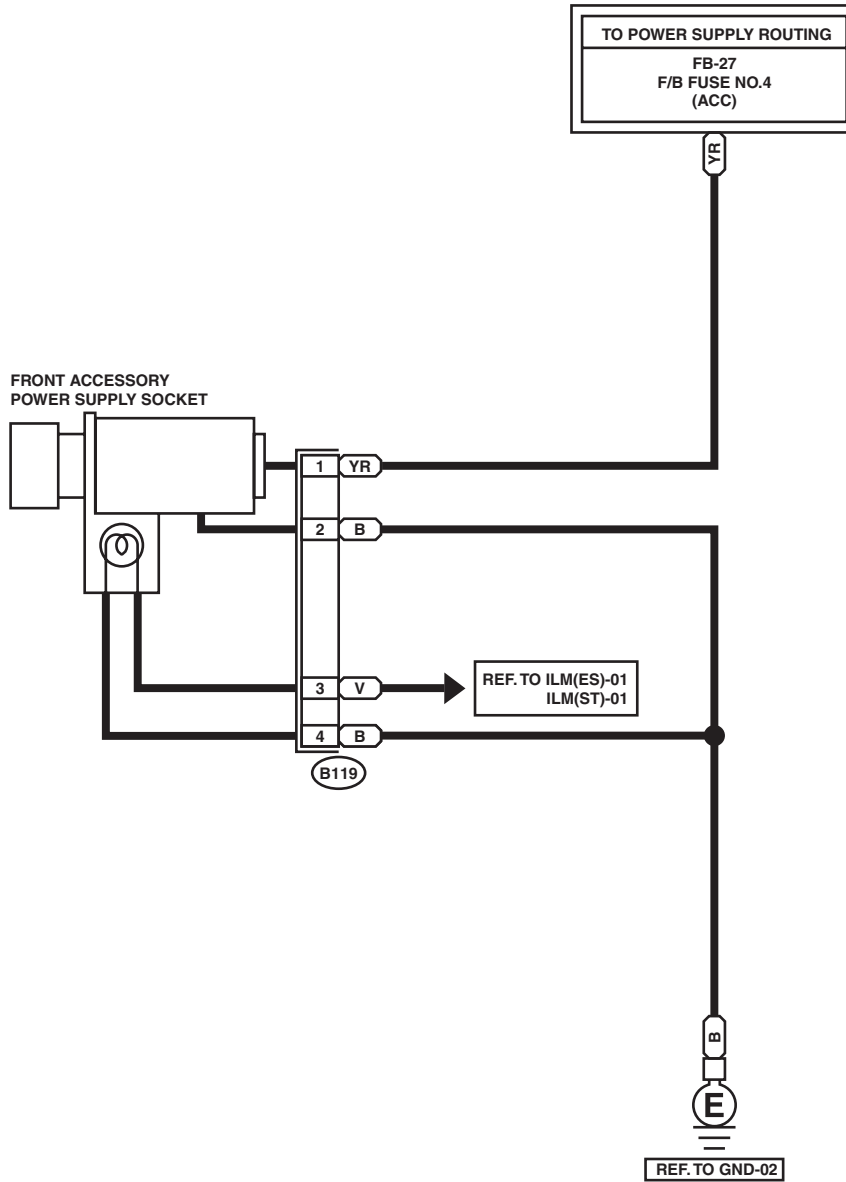 TO POWER SUPPLY ROUTING
FB-27
F/B FUSE NO.4
(ACC)
YR
FRONT ACCESSORY
POWER SUPPLY SOCKET
1 YR
2 B
3 V
REF. TO ILM(ES)-01
ILM(ST)-01
4 B
B119
B
E
REF. TO GND-02